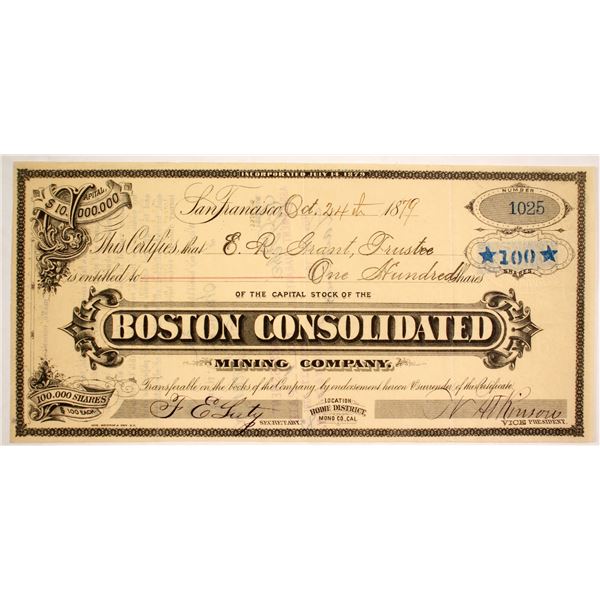 INCORPORATED JULY 14 1879
CAPITAL,
$10,000,000
San Francisco, Oct. 24th 1879
NUMBER
1025
This Certifies, that E. R. Grant, Trustee
★100★
SHARES
is entitled to One Hundred Shares
OF THE CAPITAL STOCK OF THE
BOSTON CONSOLIDATED
MINING COMPANY,
Transferable on the books of the Company by endorsement hereon & surrender of this Certificate
100.000 SHARES
$100 EACH
SECRETARY.
LOCATION
BODIE DISTRICT,
MONO CO., CAL.
VICE PRESIDENT.